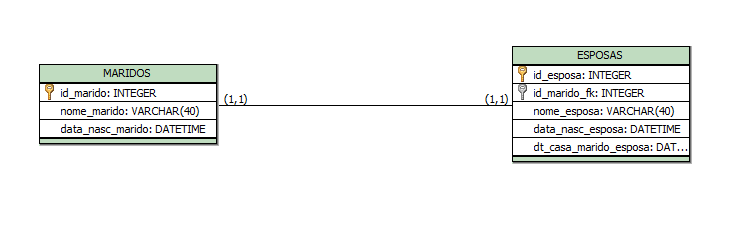 MARIDOS
id_marido: INTEGER
nome_marido: VARCHAR(40)
data_nasc_marido: DATETIME
(1,1)
(1,1)
ESPOSAS
id_esposa: INTEGER
id_marido_fk: INTEGER
nome_esposa: VARCHAR(40)
data_nasc_esposa: DATETIME
dt_casa_marido_esposa: DAT...